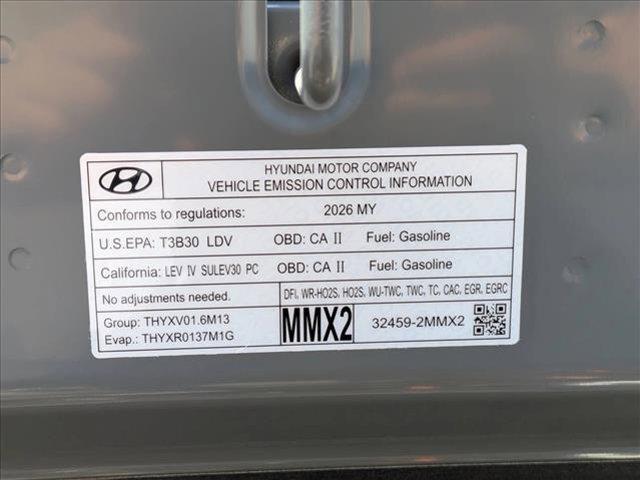 HYUNDAI MOTOR COMPANY
VEHICLE EMISSION CONTROL INFORMATION
Conforms to regulations: 2026 MY
U.S.EPA: T3B30 LDV OBD: CA II Fuel: Gasoline
California: LEV IV SULEV30 PC OBD: CA II Fuel: Gasoline
No adjustments needed. DFI, WR-HO2S, HO2S, WU-TWC, TWC, TC, CAC, EGR, EGRC
Group: THYXV01.6M13
Evap.: THYXR0137M1G
MMX2 32459-2MMX2